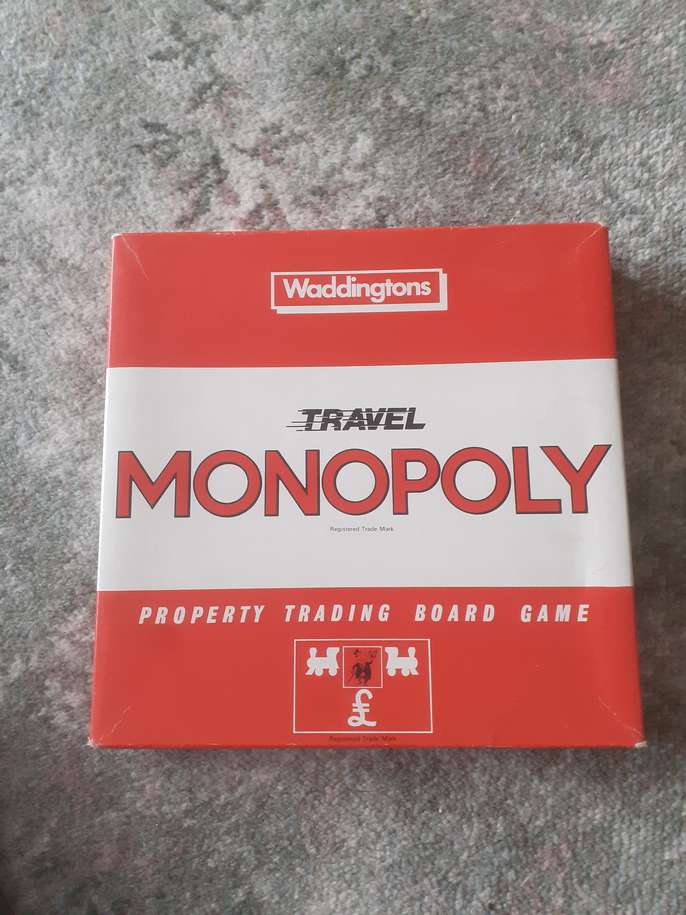 Waddingtons
TRAVEL
MONOPOLY
Registered Trade Mark.
PROPERTY TRADING BOARD GAME
£
Registered Trade Mark